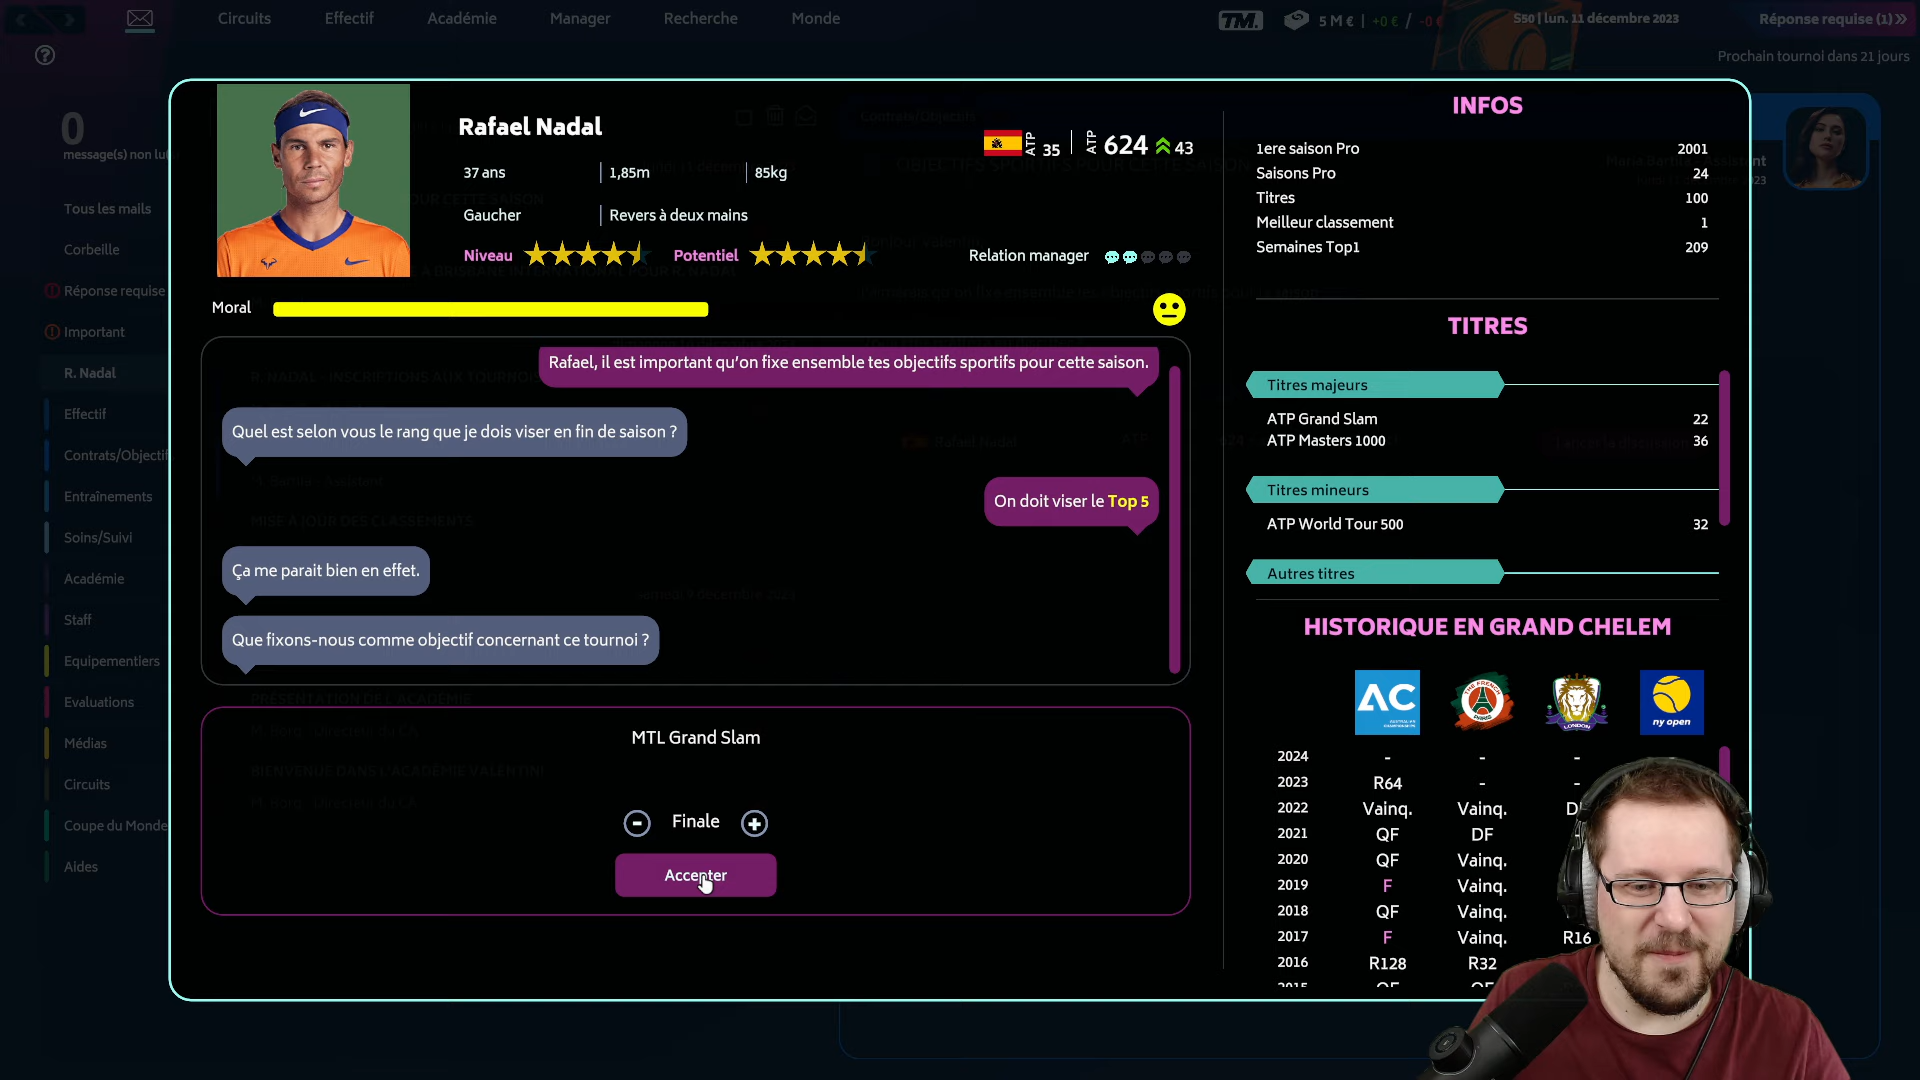 Circuits
Effectif
Académie
Manager
Recherche
Monde
TM.
5 M € | +0 € / -0 €
S50 | lun. 11 décembre 2023
Réponse requise (1)
Prochain tournoi dans 21 jours
0
message(s) non lu
Tous les mails
Corbeille
Réponse requise
Important
R. Nadal
Effectif
Contrats/Objectif
Entraînements
Soins/Suivi
Académie
Staff
Equipementiers
Evaluations
Médias
Circuits
Coupe du Monde
Aides
Rafael Nadal
ATP 35 | ATP 624 43
37 ans
1,85m
85kg
Gaucher
Revers à deux mains
Niveau
Potentiel
Relation manager
Moral
Rafael, il est important qu'on fixe ensemble tes objectifs sportifs pour cette saison.
Quel est selon vous le rang que je dois viser en fin de saison ?
On doit viser le Top 5
Ça me parait bien en effet.
Que fixons-nous comme objectif concernant ce tournoi ?
MTL Grand Slam
- Finale +
Accepter
INFOS
1ere saison Pro 2001
Saisons Pro 24
Titres 100
Meilleur classement 1
Semaines Top1 209
TITRES
Titres majeurs
ATP Grand Slam 22
ATP Masters 1000 36
Titres mineurs
ATP World Tour 500 32
Autres titres
HISTORIQUE EN GRAND CHELEM
AC
THE FRENCH
PARIS
LONDON
ny open
2024 - - -
2023 R64 - -
2022 Vainq. Vainq.
2021 QF DF -
2020 QF Vainq.
2019 F Vainq.
2018 QF Vainq.
2017 F Vainq. R16
2016 R128 R32